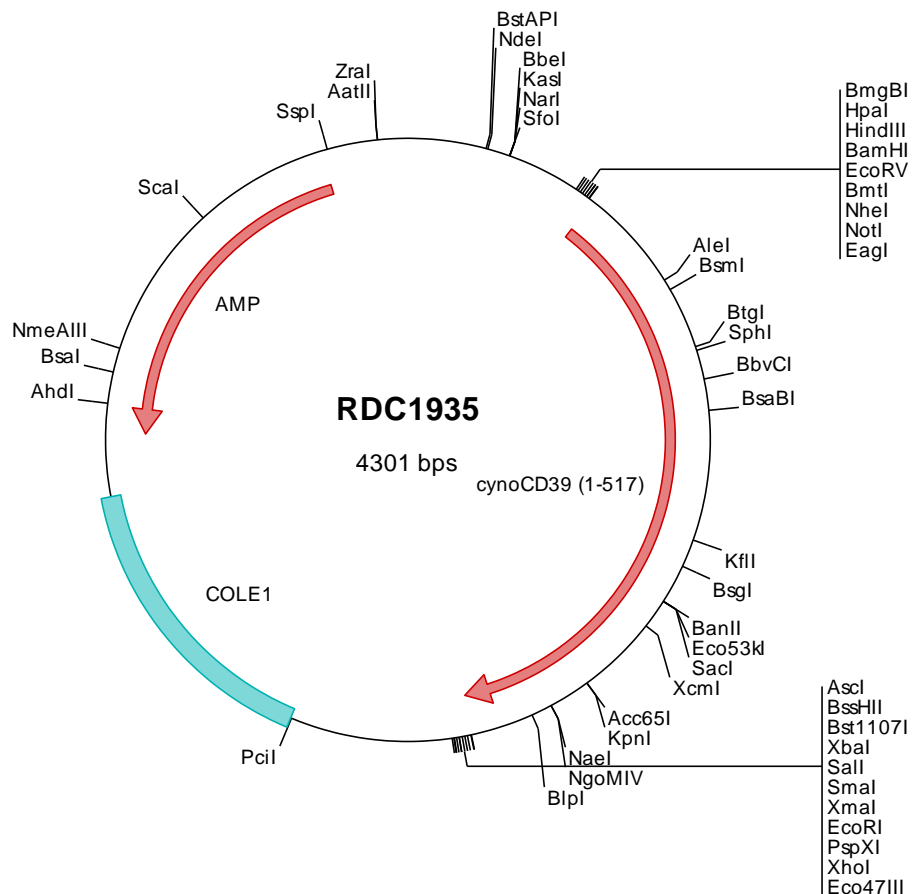 BstAPI
NdeI
BbeI
KasI
NarI
SfoI
ZraI
AatII
SspI
ScaI
BmgBI
HpaI
HindIII
BamHI
EcoRV
BmtI
NheI
NotI
EagI
AleI
BsmI
BtgI
SphI
BbvCI
BsaBI
AMP
NmeAIII
BsaI
AhdI
RDC1935
4301 bps
cynoCD39 (1-517)
KflI
BsgI
COLE1
BanII
Eco53kI
SacI
XcmI
Acc65I
KpnI
NaeI
NgoMIV
BlpI
PciI
AscI
BssHII
Bst1107I
XbaI
SalI
SmaI
XmaI
EcoRI
PspXI
XhoI
Eco47III